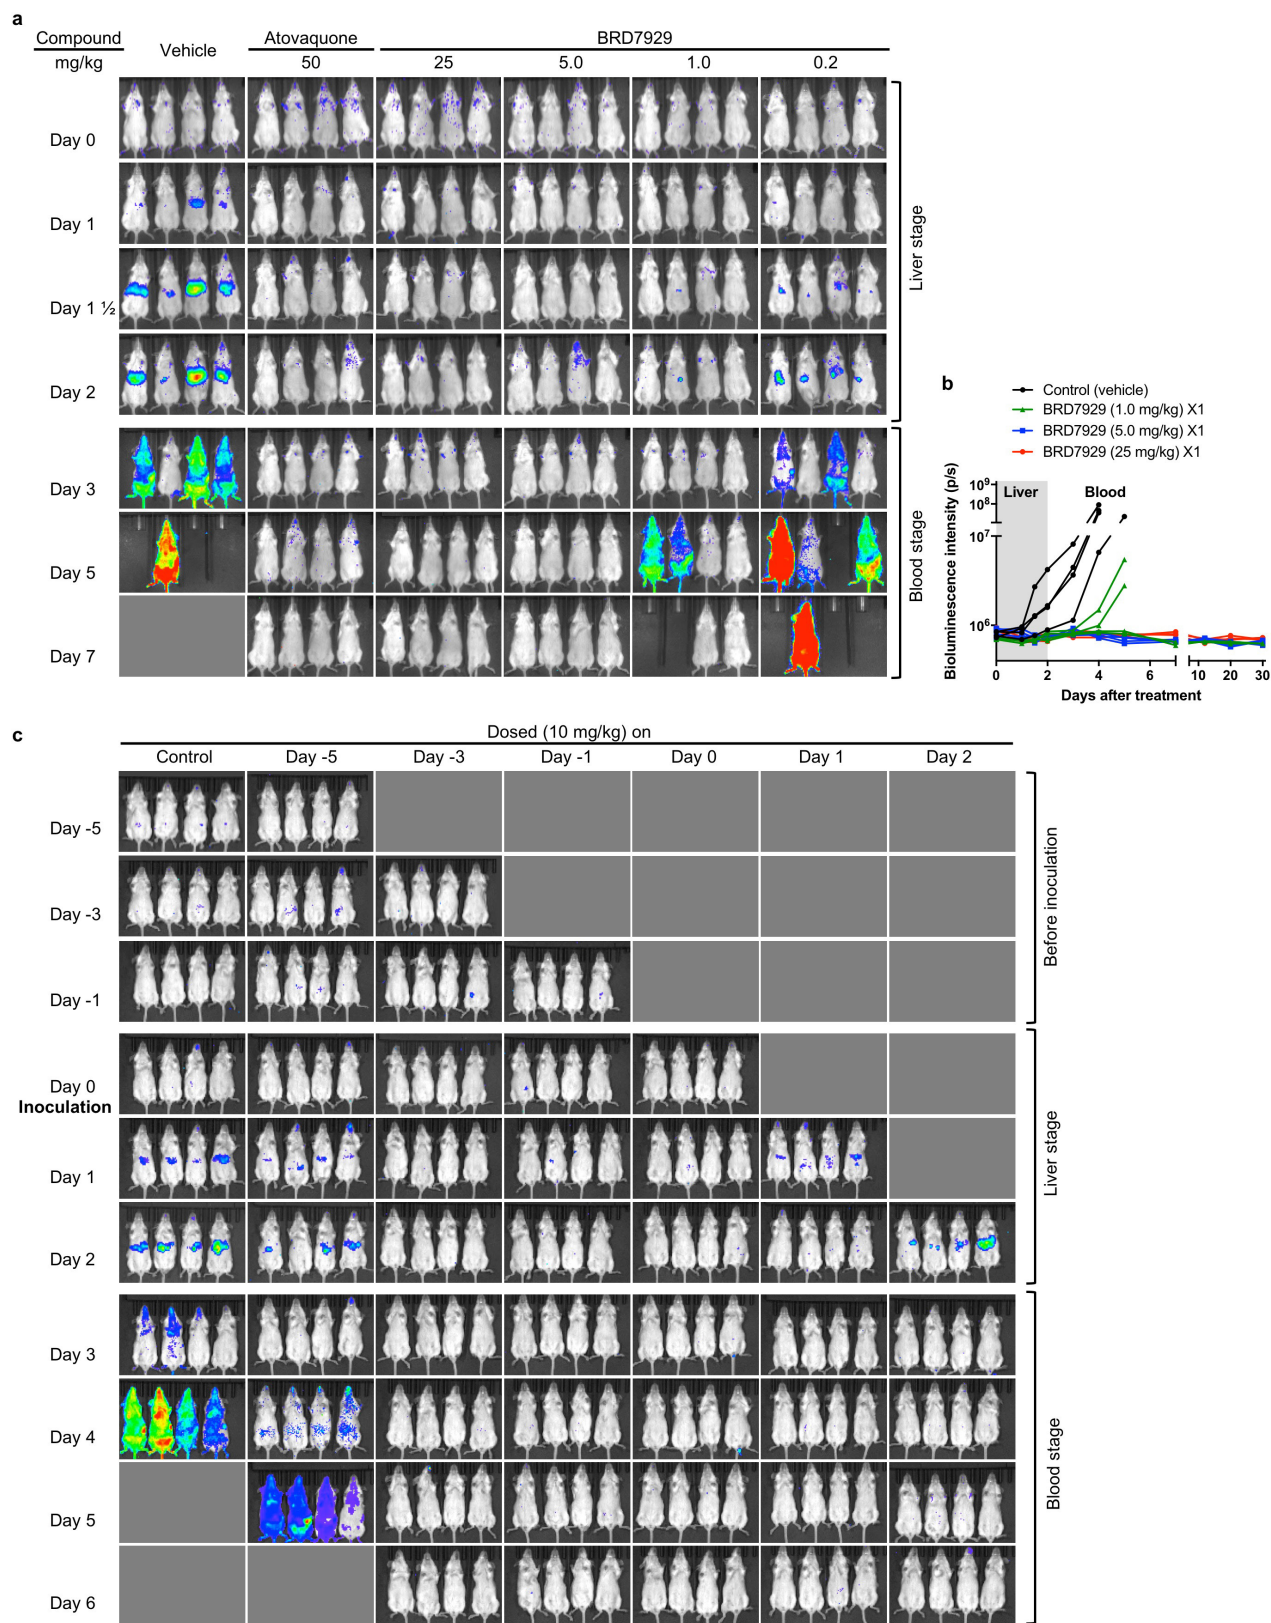 a
Compound
Vehicle
Atovaquone
BRD7929
mg/kg
50
25
5.0
1.0
0.2
Day 0
Day 1
Day 1 ½
Day 2
Liver stage
Day 3
Day 5
Day 7
Blood stage
b
Control (vehicle)
BRD7929 (1.0 mg/kg) X1
BRD7929 (5.0 mg/kg) X1
BRD7929 (25 mg/kg) X1
Bioluminescence intensity (p/s)
10⁹
10⁸
10⁷
10⁶
Liver
Blood
0 2 4 6 10 20 30
Days after treatment
c
Dosed (10 mg/kg) on
Control
Day -5
Day -3
Day -1
Day 0
Day 1
Day 2
Day -5
Day -3
Day -1
Before inoculation
Day 0
Inoculation
Day 1
Day 2
Liver stage
Day 3
Day 4
Day 5
Day 6
Blood stage